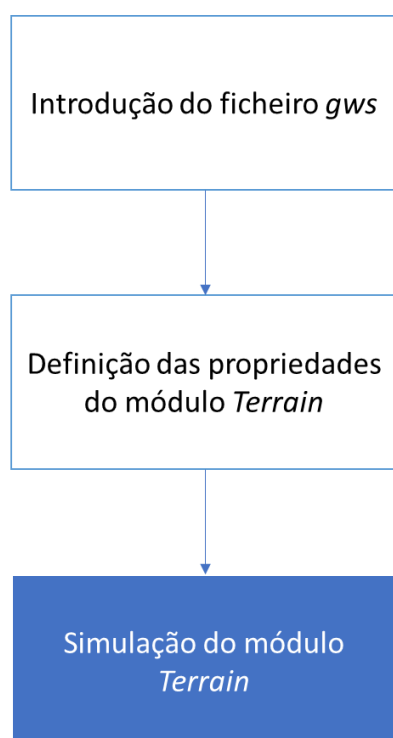 Introdução do ficheiro gws
Definição das propriedades
do módulo Terrain
Simulação do módulo
Terrain